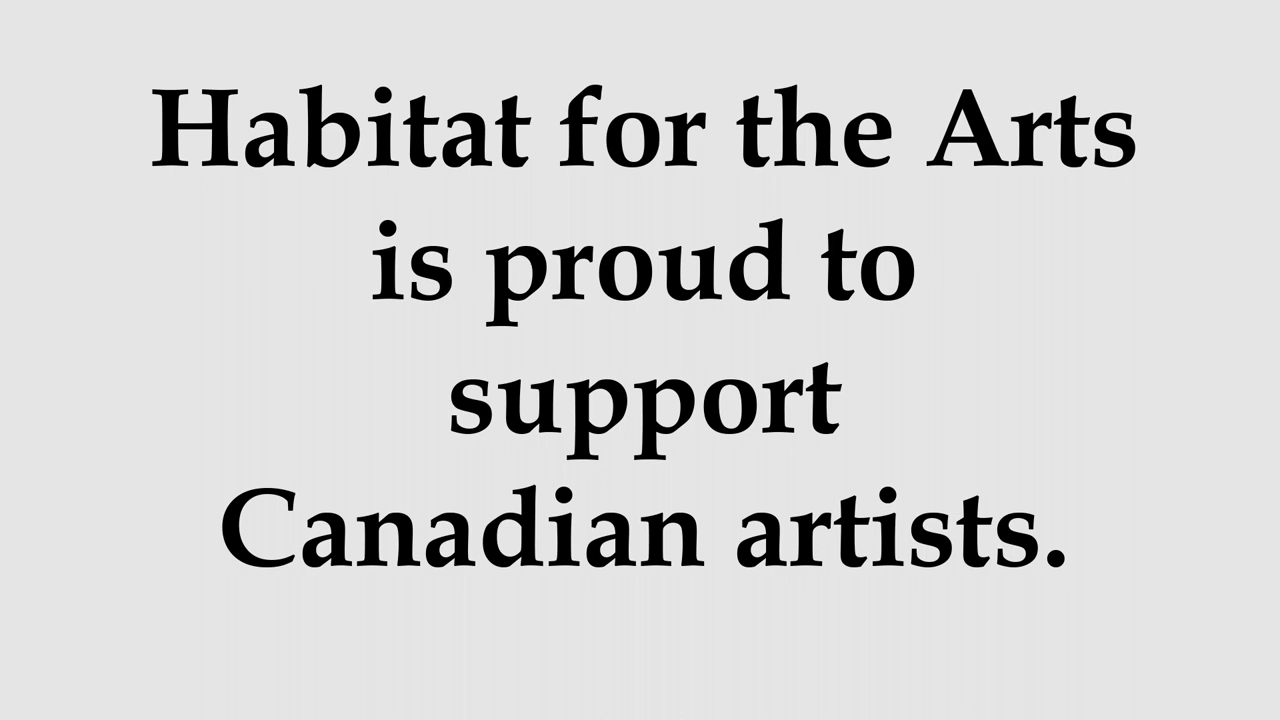 Habitat for the Arts
is proud to
support
Canadian artists.